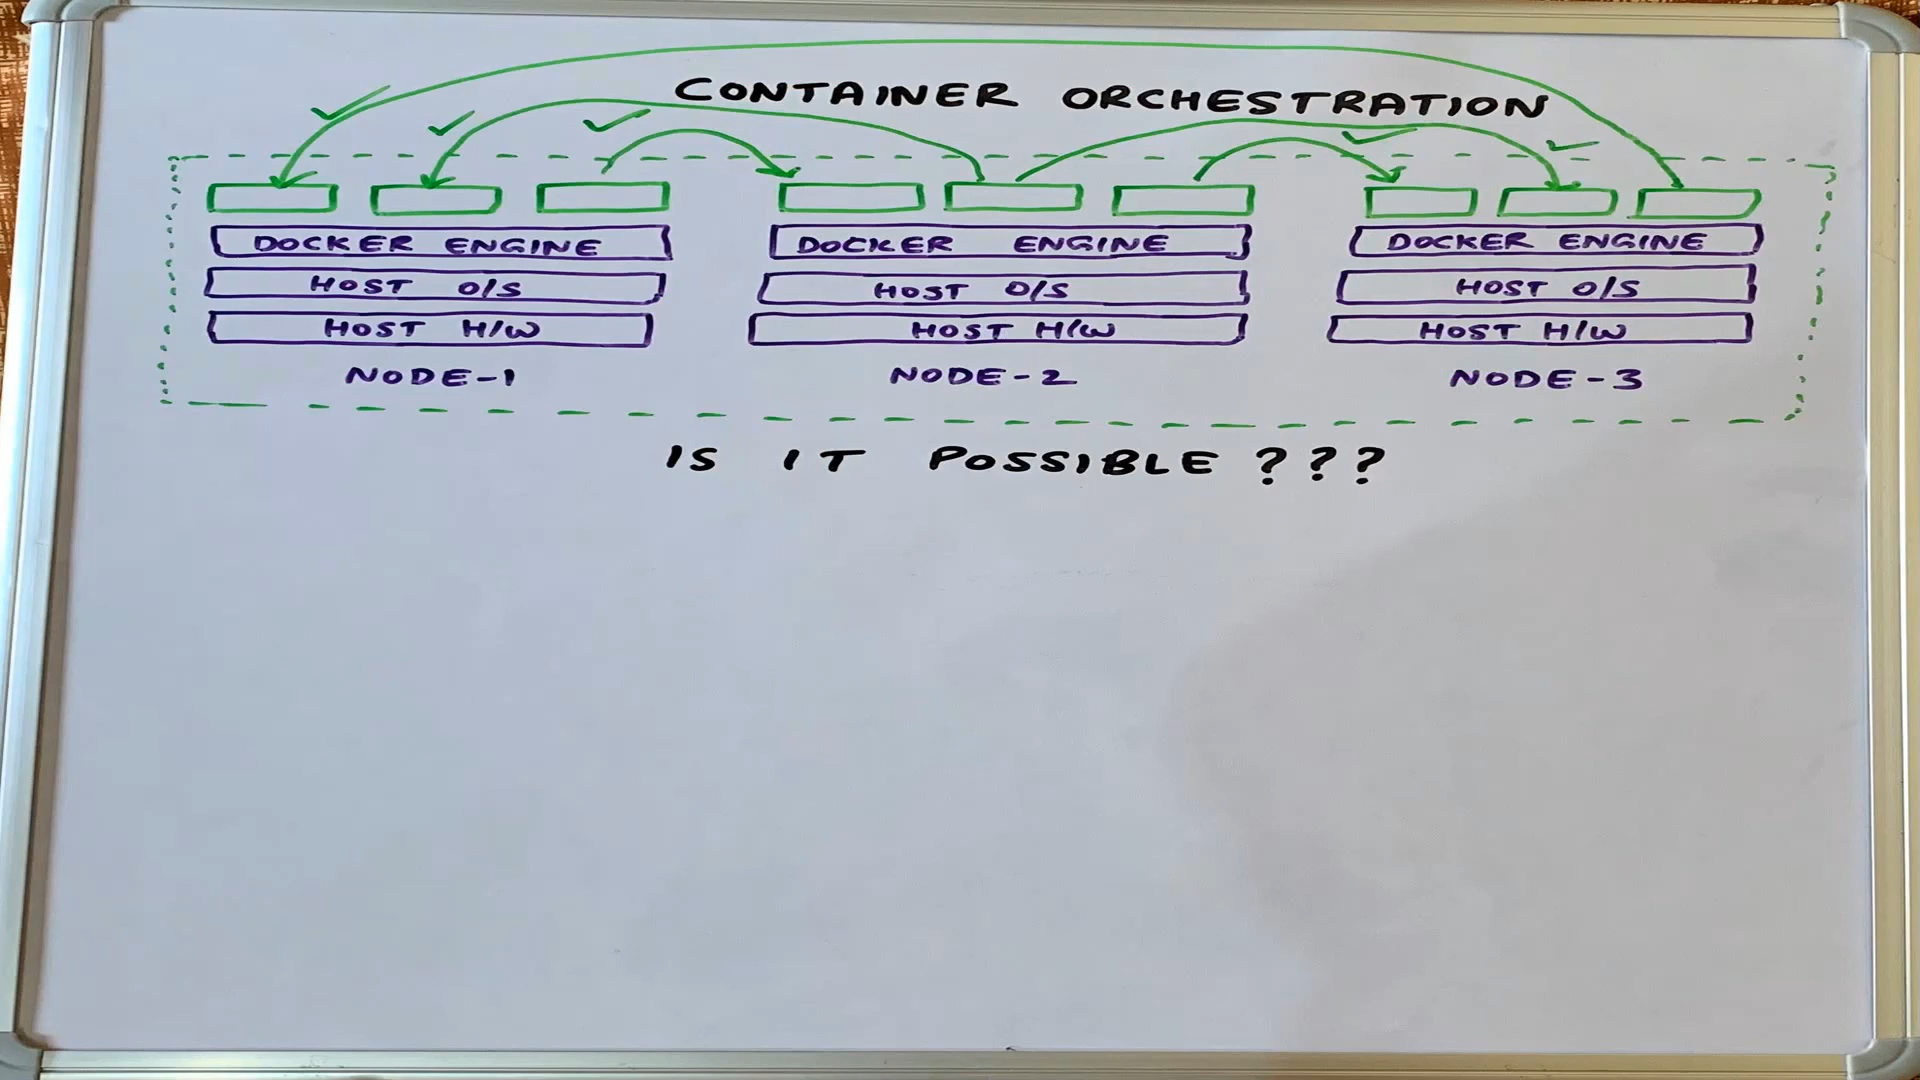 CONTAINER ORCHESTRATION
DOCKER ENGINE DOCKER ENGINE DOCKER ENGINE
HOST O/S HOST O/S HOST O/S
HOST H/W HOST H/W HOST H/W
NODE-1 NODE-2 NODE-3
IS IT POSSIBLE ???